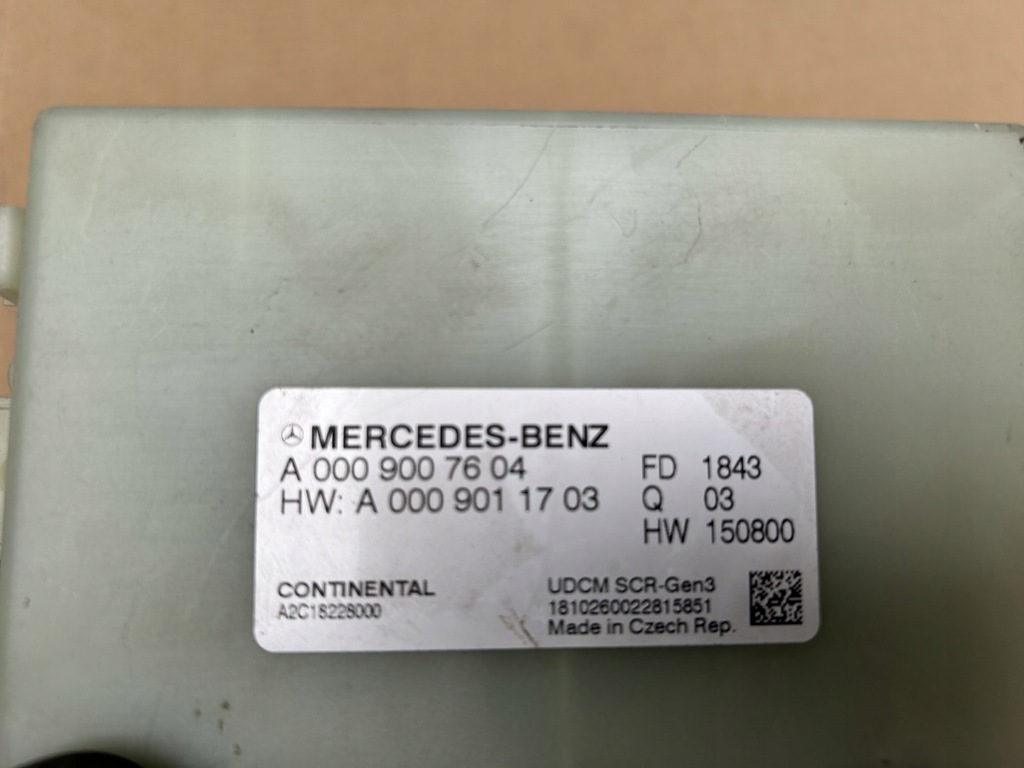 MERCEDES-BENZ
A 000 900 76 04 FD 1843
HW: A 000 901 17 03 Q 03
HW 150800
CONTINENTAL UDCM SCR-Gen3
A2C18228000 1810260022815851
Made in Czech Rep.